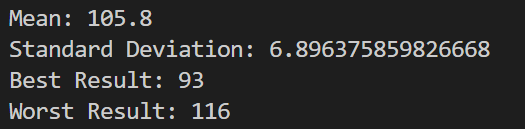 Mean: 105.8
Standard Deviation: 6.896375859826668
Best Result: 93
Worst Result: 116